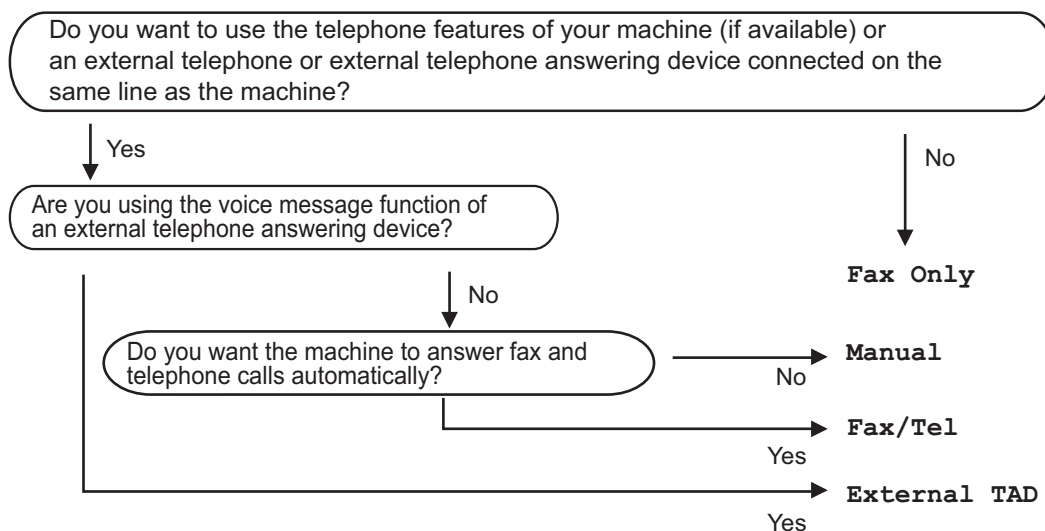 Do you want to use the telephone features of your machine (if available) or
an external telephone or external telephone answering device connected on the
same line as the machine?
Yes
No
Are you using the voice message function of
an external telephone answering device?
Fax Only
No
Do you want the machine to answer fax and
telephone calls automatically?
Manual
No
Fax/Tel
Yes
External TAD
Yes